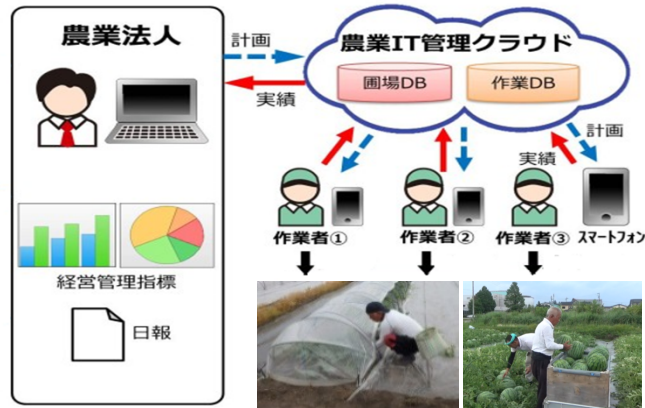 農業法人
計画
実績
農業IT管理クラウド
圃場DB
作業DB
計画
実績
作業者①
作業者②
作業者③
スマートフォン
経営管理指標
日報